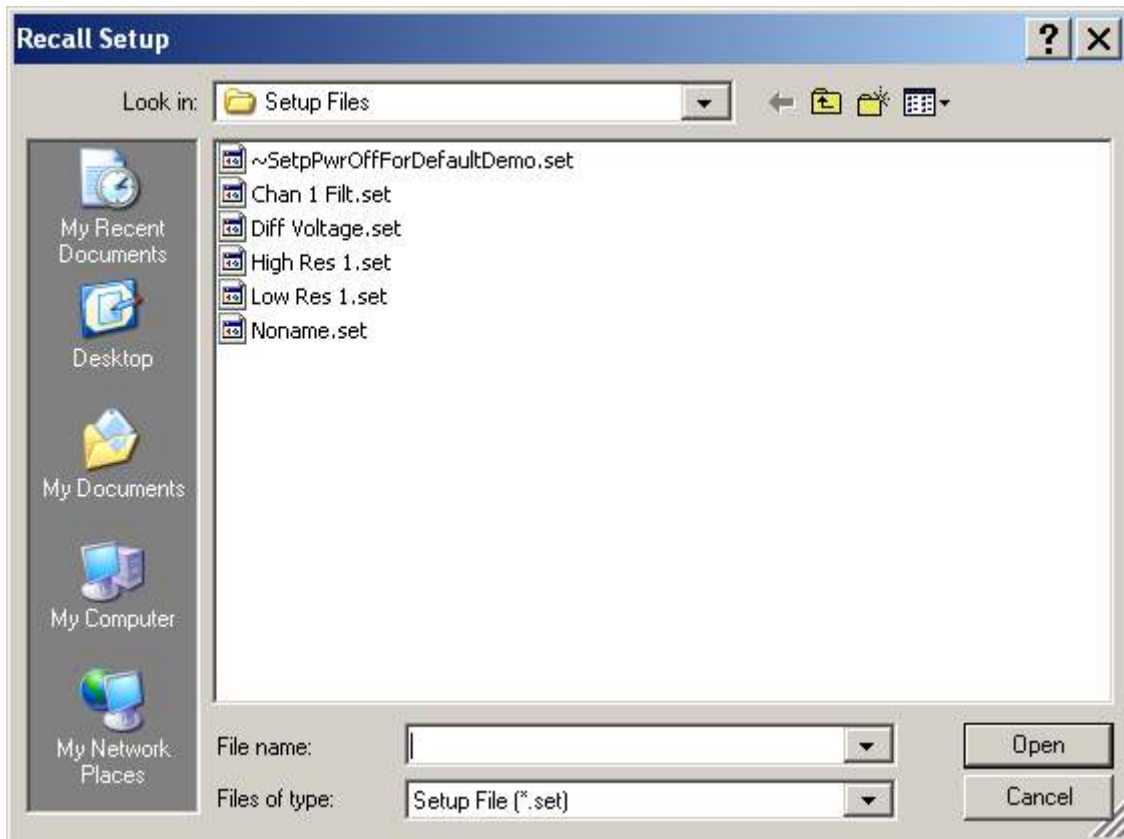 Recall Setup
Look in: Setup Files
~SetpPwrOffForDefaultDemo.set
Chan 1 Filt.set
Diff Voltage.set
High Res 1.set
Low Res 1.set
Noname.set
My Recent
Documents
Desktop
My Documents
My Computer
My Network
Places
File name:
Open
Files of type: Setup File (*.set)
Cancel